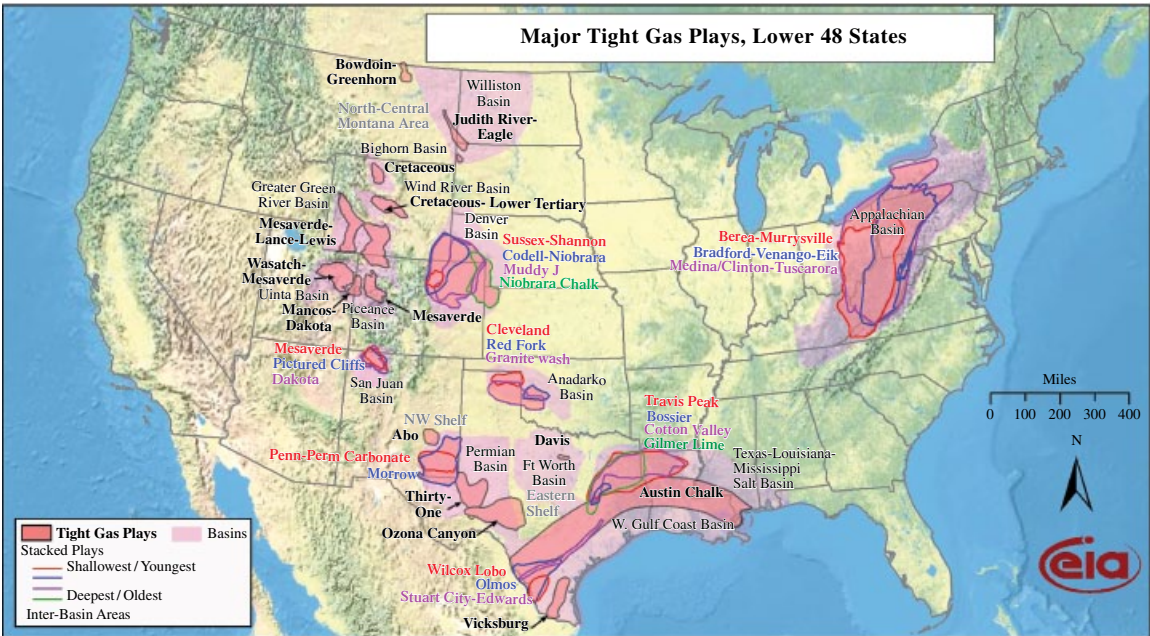 Major Tight Gas Plays, Lower 48 States
Bowdoin-
Greenhorn
Williston
Basin
North-Central
Montana Area
Judith River-
Eagle
Bighorn Basin
Cretaceous
Greater Green
River Basin
Wind River Basin
Cretaceous- Lower Tertiary
Mesaverde-
Lance-Lewis
Denver
Basin
Sussex-Shannon
Codell-Niobrara
Muddy J
Niobrara Chalk
Appalachian
Basin
Berea-Murrysville
Bradford-Venango-Eik
Medina/Clinton-Tuscarora
Wasatch-
Mesaverde
Uinta Basin
Mancos-
Dakota
Piceance
Basin
Mesaverde
Cleveland
Red Fork
Granite wash
Mesaverde
Pictured Cliffs
Dakota
San Juan
Basin
Anadarko
Basin
Miles
0 100 200 300 400
N
Travis Peak
Bossier
Cotton Valley
Gilmer Lime
NW Shelf
Abo
Penn-Perm Carbonate
Morrow
Permian
Basin
Davis
Ft Worth
Basin
Eastern
Shelf
Texas-Louisiana-
Mississippi
Salt Basin
Thirty-
One
Ozona Canyon
Austin Chalk
W. Gulf Coast Basin
Wilcox Lobo
Olmos
Stuart City-Edwards
Vicksburg
Tight Gas Plays
Basins
Stacked Plays
Shallowest / Youngest
Deepest / Oldest
Inter-Basin Areas
eia